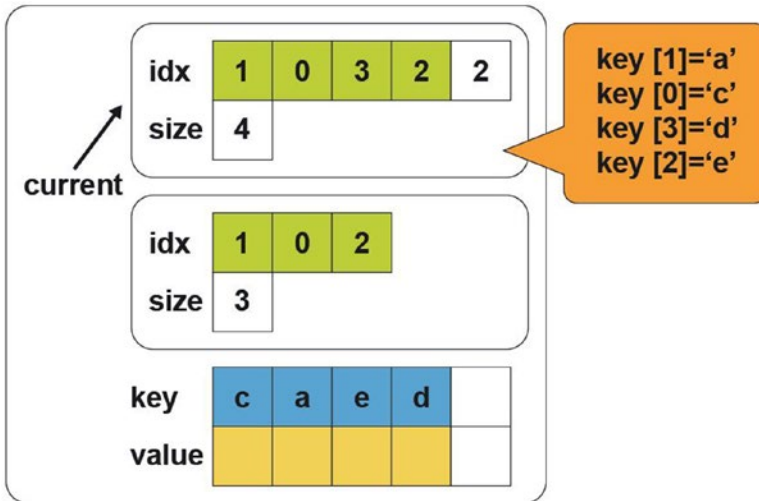 idx 1 0 3 2 2
size 4
current
key [1]=‘a’
key [0]=‘c’
key [3]=‘d’
key [2]=‘e’
idx 1 0 2
size 3
key c a e d
value